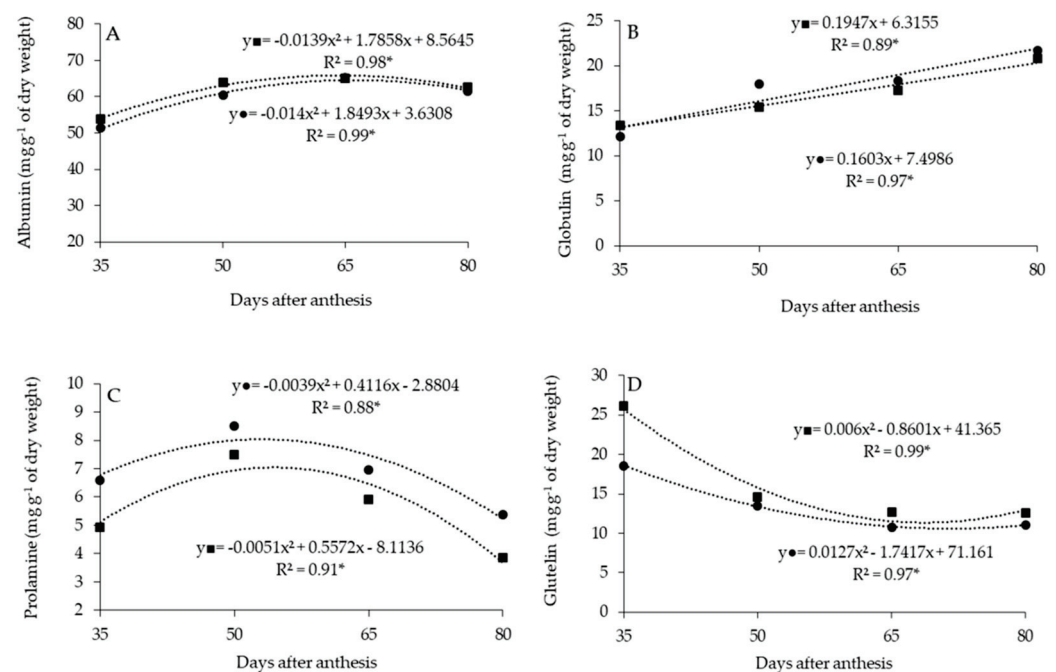 A
y■= -0.0139x² + 1.7858x + 8.5645
R² = 0.98*
y●= -0.014x² + 1.8493x + 3.6308
R² = 0.99*
Albumin (mg g⁻¹ of dry weight)
80
70
60
50
40
30
20
35 50 65 80
Days after anthesis
B
y■= 0.1947x + 6.3155
R² = 0.89*
y●= 0.1603x + 7.4986
R² = 0.97*
Globulin (mg g⁻¹ of dry weight)
25
20
15
10
5
0
35 50 65 80
Days after anthesis
C
y●= -0.0039x² + 0.4116x - 2.8804
R² = 0.88*
y■= -0.0051x² + 0.5572x - 8.1136
R² = 0.91*
Prolamine (mg g⁻¹ of dry weight)
10
9
8
7
6
5
4
3
2
35 50 65 80
Days after anthesis
D
y■= 0.006x² - 0.8601x + 41.365
R² = 0.99*
y●= 0.0127x² - 1.7417x + 71.161
R² = 0.97*
Glutelin (mg g⁻¹ of dry weight)
30
25
20
15
10
5
0
35 50 65 80
Days after anthesis